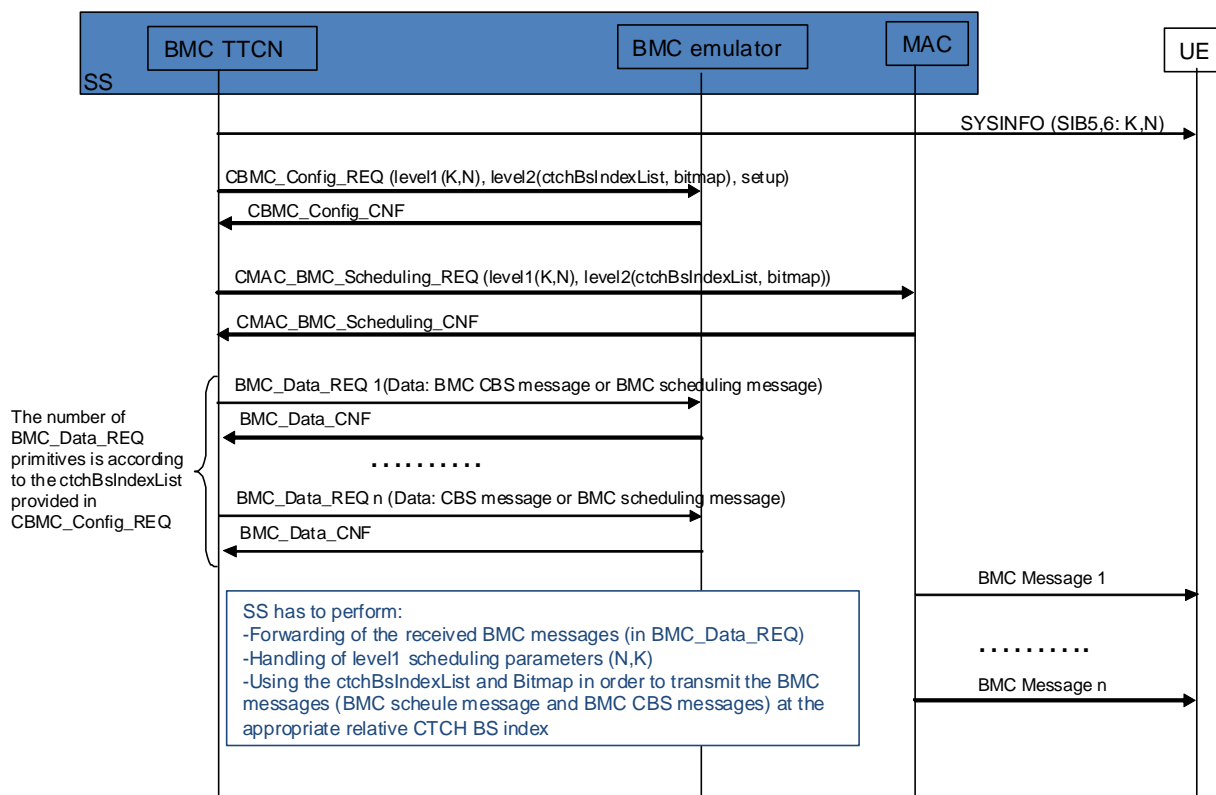 BMC TTCN
BMC emulator
MAC
UE
SS
SYSINFO (SIB5,6: K,N)
CBMC_Config_REQ (level1(K,N), level2(ctchBsIndexList, bitmap), setup)
CBMC_Config_CNF
CMAC_BMC_Scheduling_REQ (level1(K,N), level2(ctchBsIndexList, bitmap))
CMAC_BMC_Scheduling_CNF
BMC_Data_REQ 1(Data: BMC CBS message or BMC scheduling message)
BMC_Data_CNF
..........
BMC_Data_REQ n (Data: CBS message or BMC scheduling message)
BMC_Data_CNF
The number of
BMC_Data_REQ
primitives is according
to the ctchBsIndexList
provided in
CBMC_Config_REQ
BMC Message 1
..........
BMC Message n
SS has to perform:
-Forwarding of the received BMC messages (in BMC_Data_REQ)
-Handling of level1 scheduling parameters (N,K)
-Using the ctchBsIndexList and Bitmap in order to transmit the BMC
messages (BMC scheule message and BMC CBS messages) at the
appropriate relative CTCH BS index